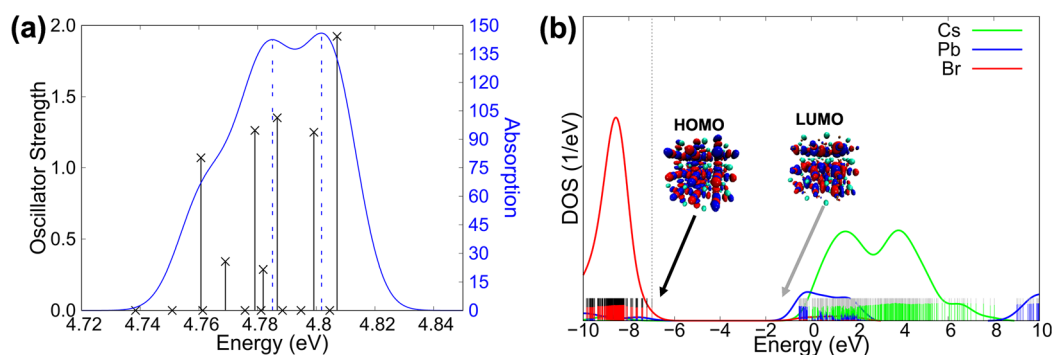 (a)
2.0
1.5
1.0
0.5
0.0
Oscillator Strength
4.72 4.74 4.76 4.78 4.8 4.82 4.84
Energy (eV)
150
135
120
105
90
75
60
45
30
15
0
Absorption
(b)
DOS (1/eV)
HOMO
LUMO
Cs
Pb
Br
−10 −8 −6 −4 −2 0 2 4 6 8 10
Energy (eV)